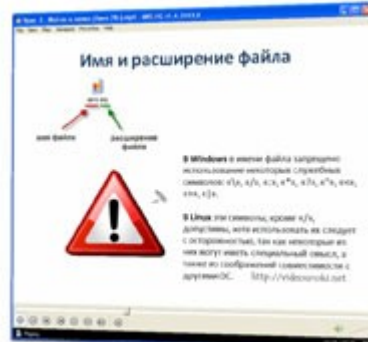 Имя и расширение файла
имя файла
расширение
файла
В Windows в имени файла запрещено
использование некоторых служебных
символов: «\», «/», «:», «*», «?», «"», «<»,
«>», «|».
В Linux эти символы, кроме «/»,
допустимы, хотя использовать их следует
с осторожностью, так как некоторые из
них могут иметь специальный смысл, а
также из соображений совместимости с
другими ОС.
http://videouroki.net